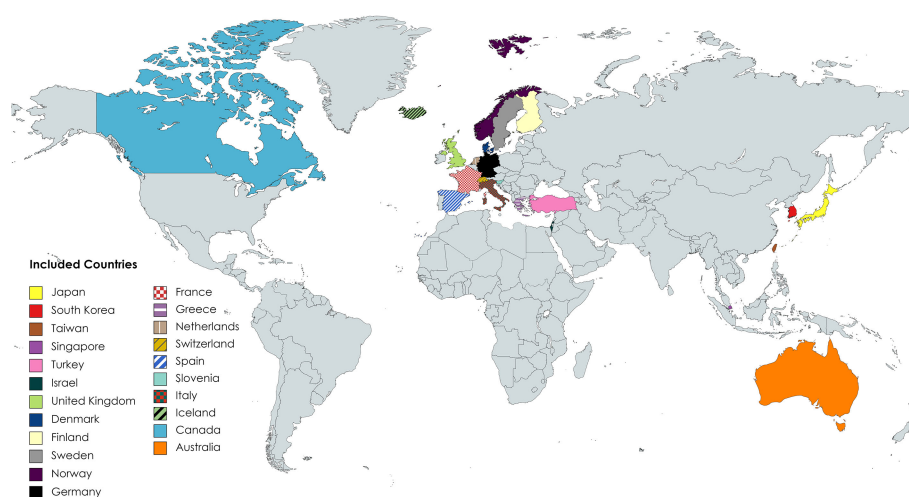 Included Countries
Japan
South Korea
Taiwan
Singapore
Turkey
Israel
United Kingdom
Denmark
Finland
Sweden
Norway
Germany
France
Greece
Netherlands
Switzerland
Spain
Slovenia
Italy
Iceland
Canada
Australia